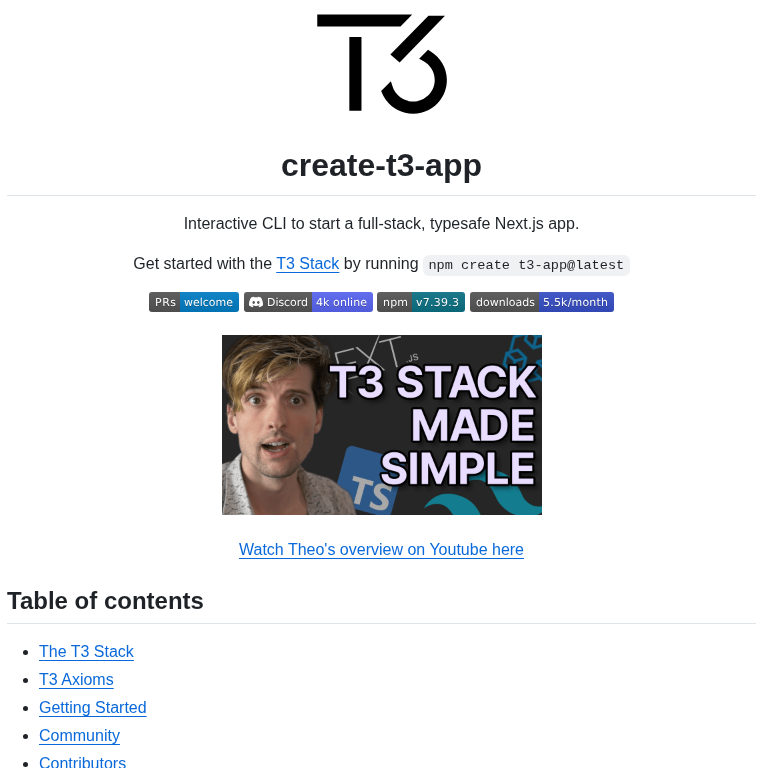 T3
create-t3-app
Interactive CLI to start a full-stack, typesafe Next.js app.
Get started with the T3 Stack by running npm create t3-app@latest
PRs welcome Discord 4k online npm v7.39.3 downloads 5.5k/month
EXT.JS
T3 STACK
MADE
SIMPLE
TS
Watch Theo's overview on Youtube here
Table of contents
The T3 Stack
T3 Axioms
Getting Started
Community
Contributors